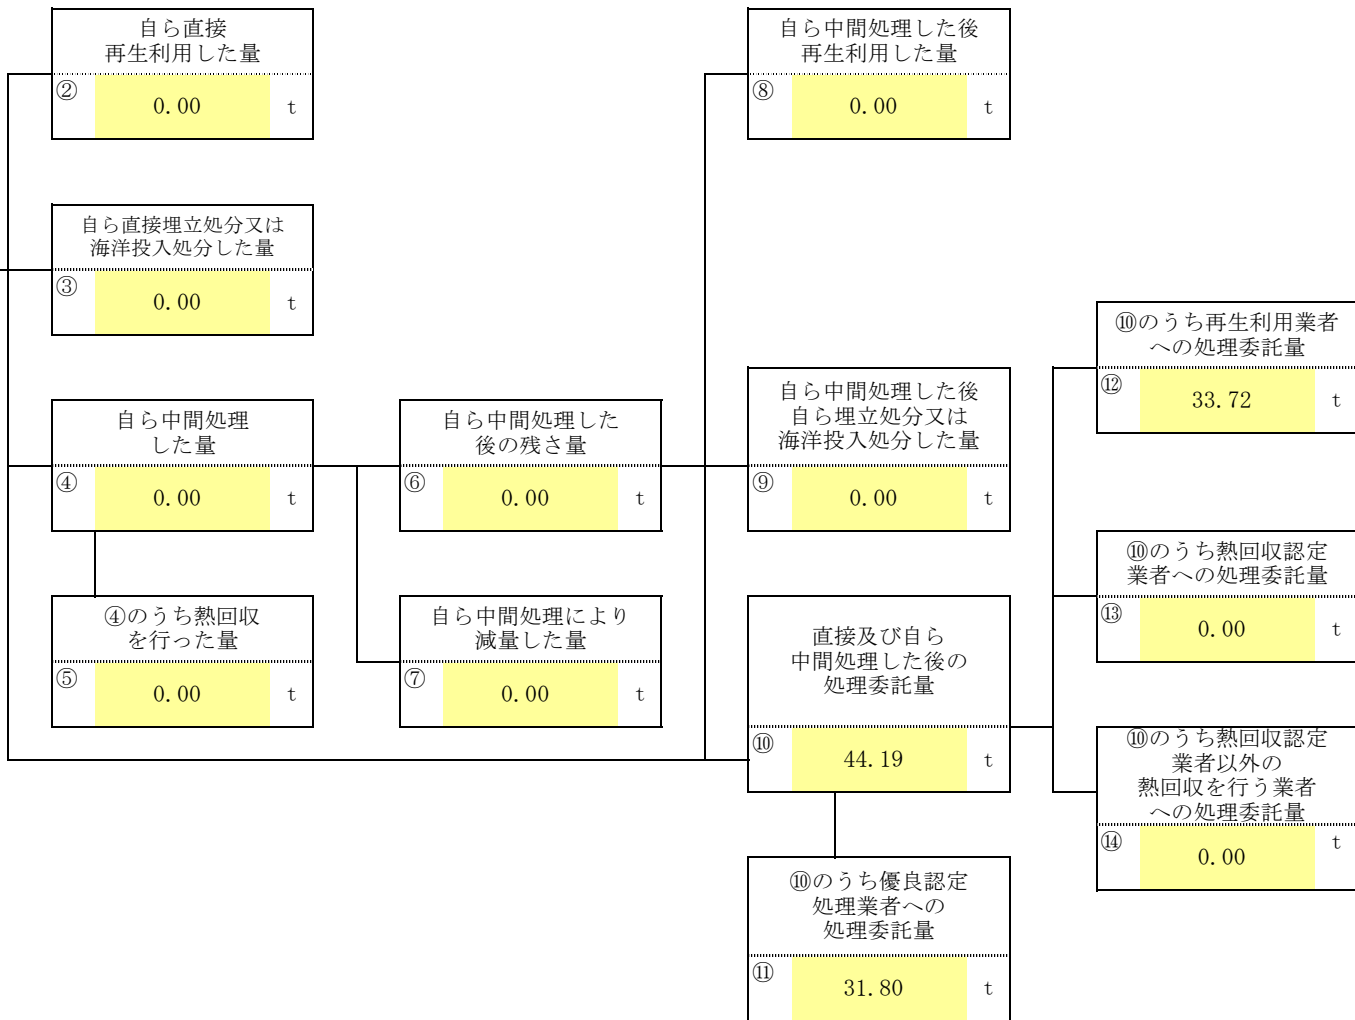 自ら直接
再生利用した量
② 0.00 t
自ら直接埋立処分又は
海洋投入処分した量
③ 0.00 t
自ら中間処理
した量
④ 0.00 t
④のうち熱回収
を行った量
⑤ 0.00 t
自ら中間処理した
後の残さ量
⑥ 0.00 t
自ら中間処理により
減量した量
⑦ 0.00 t
自ら中間処理した後
再生利用した量
⑧ 0.00 t
自ら中間処理した後
自ら埋立処分又は
海洋投入処分した量
⑨ 0.00 t
直接及び自ら
中間処理した後の
処理委託量
⑩ 44.19 t
⑩のうち優良認定
処理業者への
処理委託量
⑪ 31.80 t
⑩のうち再生利用業者
への処理委託量
⑫ 33.72 t
⑩のうち熱回収認定
業者への処理委託量
⑬ 0.00 t
⑩のうち熱回収認定
業者以外の
熱回収を行う業者
への処理委託量
⑭ 0.00 t